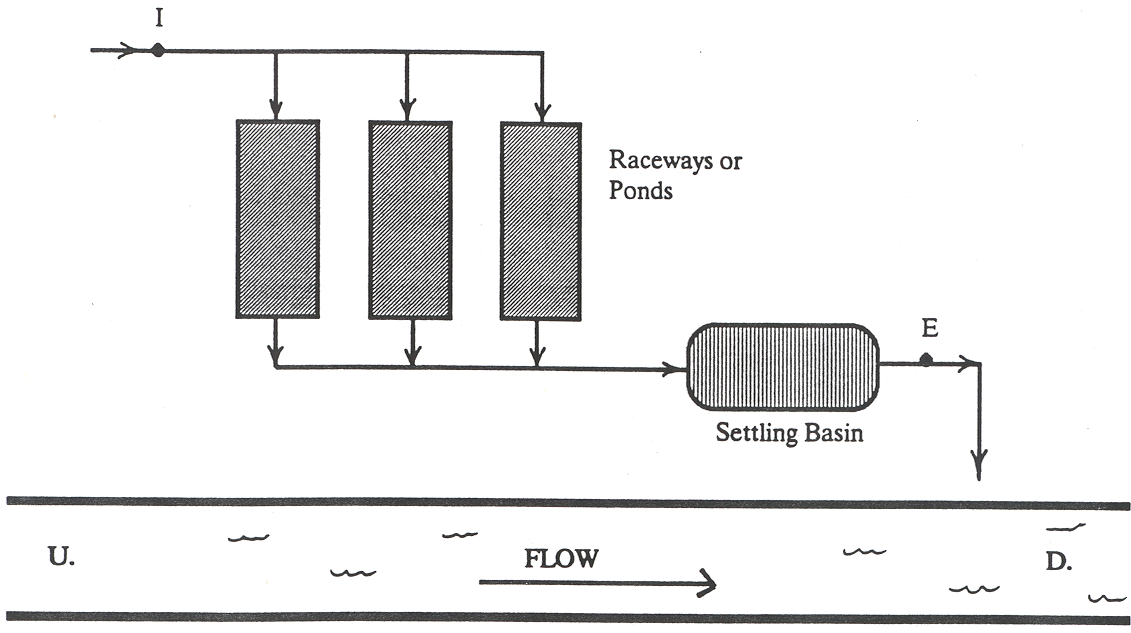 I
Raceways or
Ponds
E
Settling Basin
U.
FLOW
D.